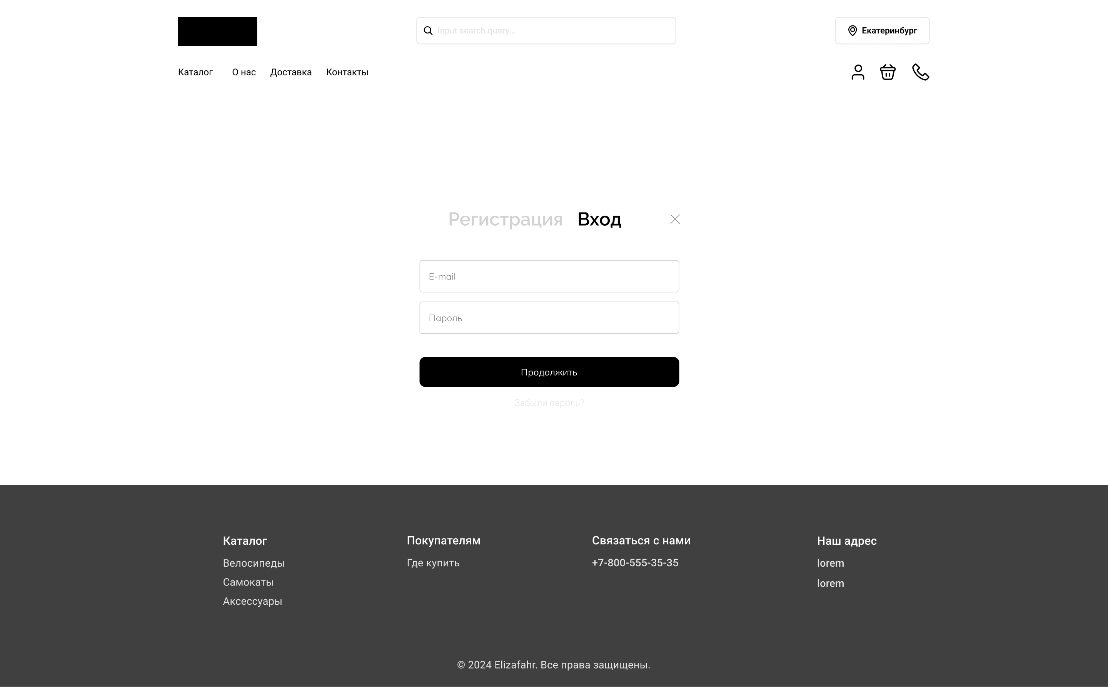 Input search query...
Екатеринбург
Каталог О нас Доставка Контакты
Регистрация Вход
E-mail
Пароль
Продолжить
Забыли пароль?
Каталог
Велосипеды
Самокаты
Аксессуары
Покупателям
Где купить
Связаться с нами
+7-800-555-35-35
Наш адрес
lorem
lorem
© 2024 Elizafahr. Все права защищены.